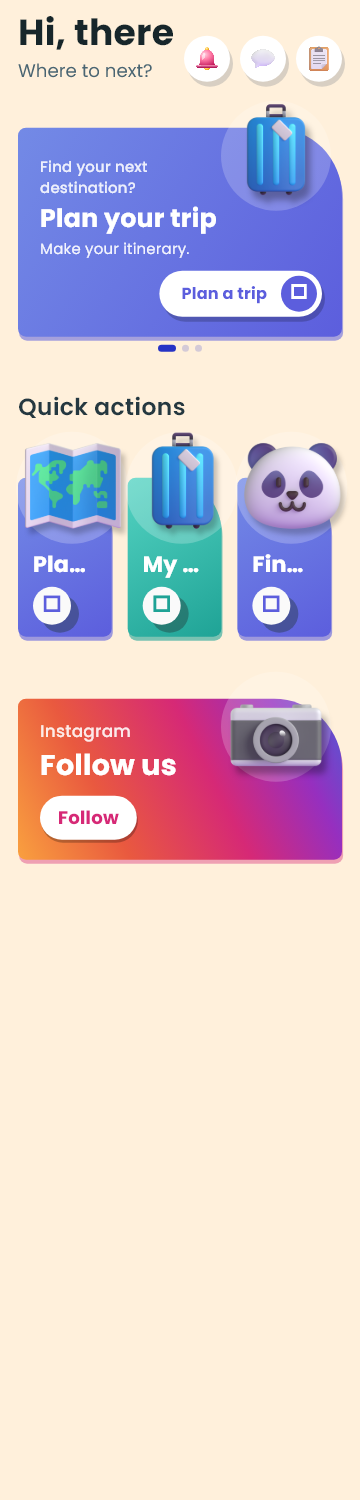 Hi, there
Where to next?
Find your next
destination?
Plan your trip
Make your itinerary.
Plan a trip
Quick actions
Pla...
My ...
Fin...
Instagram
Follow us
Follow